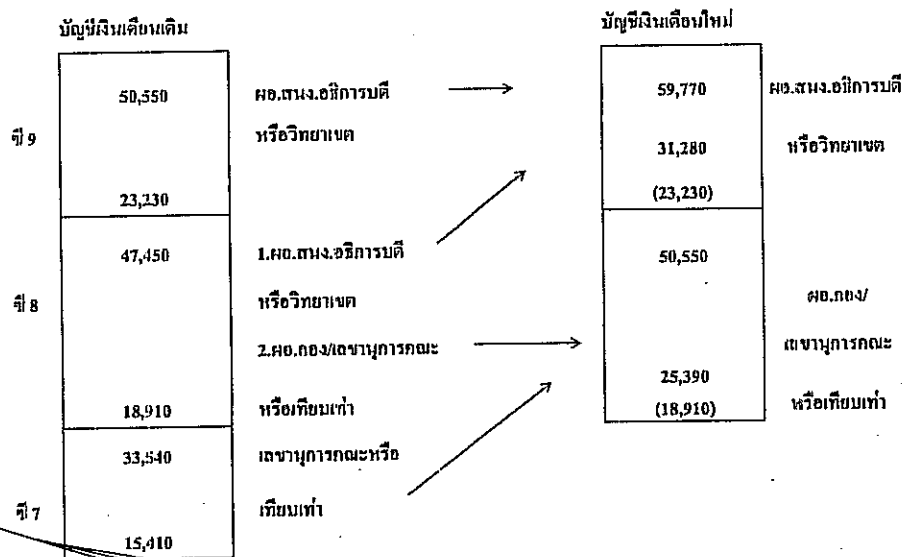 บัญชีเงินเดือนเดิม
บัญชีเงินเดือนใหม่
50,550 ผอ.สนง.อธิการบดี 59,770 ผอ.สนง.อธิการบดี
ซี 9 หรือวิทยาเขต 31,280 หรือวิทยาเขต
23,230 (23,230)
47,450 1.ผอ.สนง.อธิการบดี 50,550
ซี 8 หรือวิทยาเขต ผอ.กอง/
2.ผอ.กอง/เลขานุการคณะ เลขานุการคณะ
25,390
18,910 หรือเทียบเท่า (18,910) หรือเทียบเท่า
33,540 เลขานุการคณะหรือ
ซี 7 เทียบเท่า
15,410